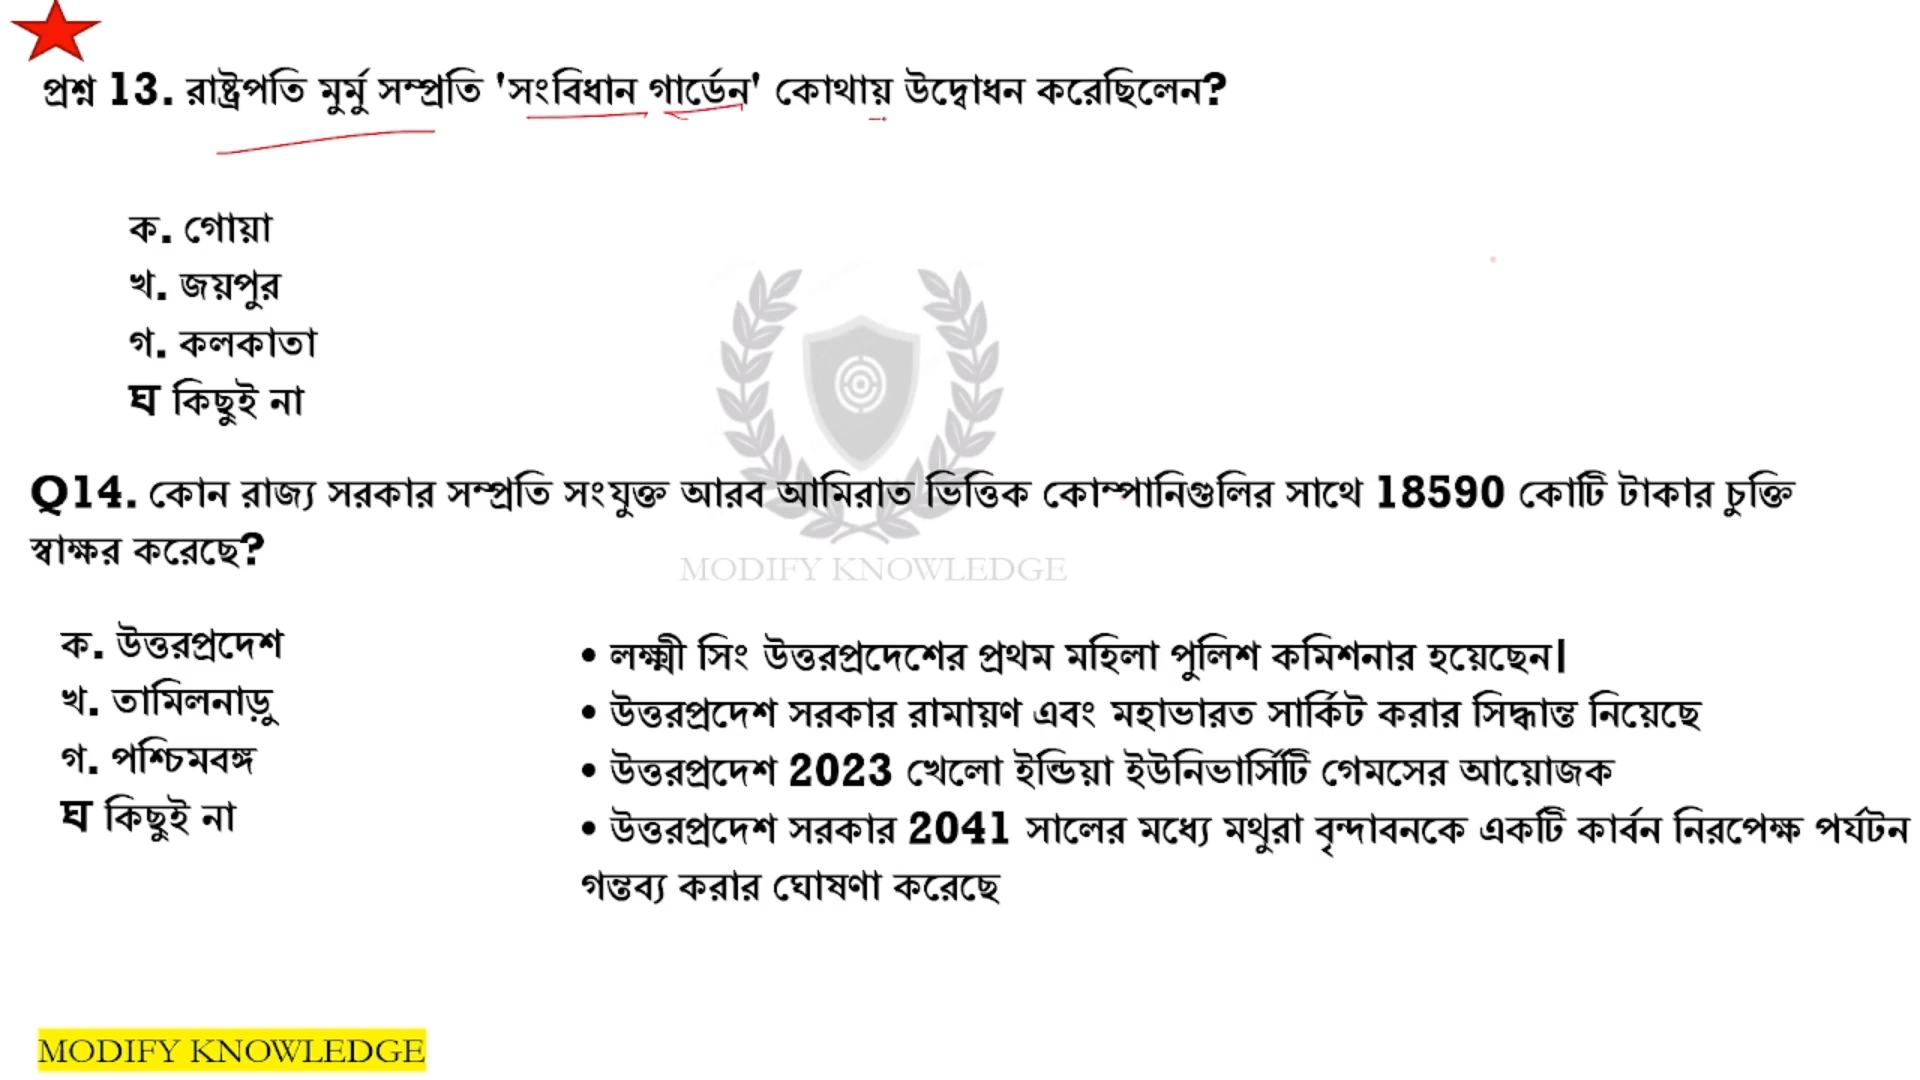 প্রশ্ন 13. রাষ্ট্রপতি মুর্মু সম্প্রতি 'সংবিধান গার্ডেন' কোথায় উদ্বোধন করেছিলেন?
ক. গোয়া
খ. জয়পুর
গ. কলকাতা
ঘ কিছুই না
Q14. কোন রাজ্য সরকার সম্প্রতি সংযুক্ত আরব আমিরাত ভিত্তিক কোম্পানিগুলির সাথে 18590 কোটি টাকার চুক্তি
স্বাক্ষর করেছে?
MODIFY KNOWLEDGE
ক. উত্তরপ্রদেশ
খ. তামিলনাড়ু
গ. পশ্চিমবঙ্গ
ঘ কিছুই না
• লক্ষ্মী সিং উত্তরপ্রদেশের প্রথম মহিলা পুলিশ কমিশনার হয়েছেন।
• উত্তরপ্রদেশ সরকার রামায়ণ এবং মহাভারত সার্কিট করার সিদ্ধান্ত নিয়েছে
• উত্তরপ্রদেশ 2023 খেলো ইন্ডিয়া ইউনিভার্সিটি গেমসের আয়োজক
• উত্তরপ্রদেশ সরকার 2041 সালের মধ্যে মথুরা বৃন্দাবনকে একটি কার্বন নিরপেক্ষ পর্যটন
গন্তব্য করার ঘোষণা করেছে
MODIFY KNOWLEDGE